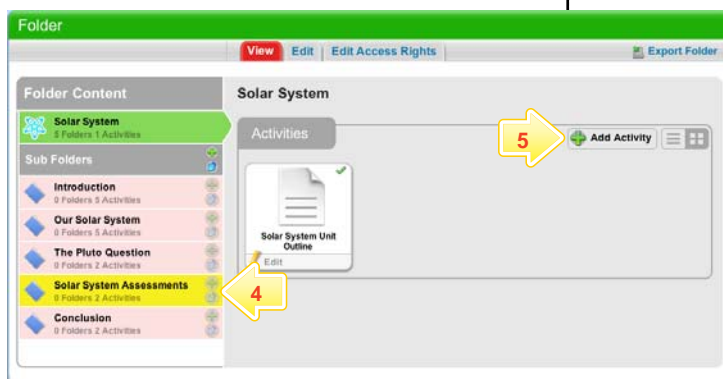 Folder
View Edit Edit Access Rights Export Folder
Folder Content
Solar System
5 Folders 1 Activities
Sub Folders
Introduction
0 Folders 5 Activities
Our Solar System
0 Folders 5 Activities
The Pluto Question
0 Folders 2 Activities
Solar System Assessments
0 Folders 2 Activities
Conclusion
0 Folders 2 Activities
Solar System
Activities
5
Add Activity
Solar System Unit
Outline
Edit
4